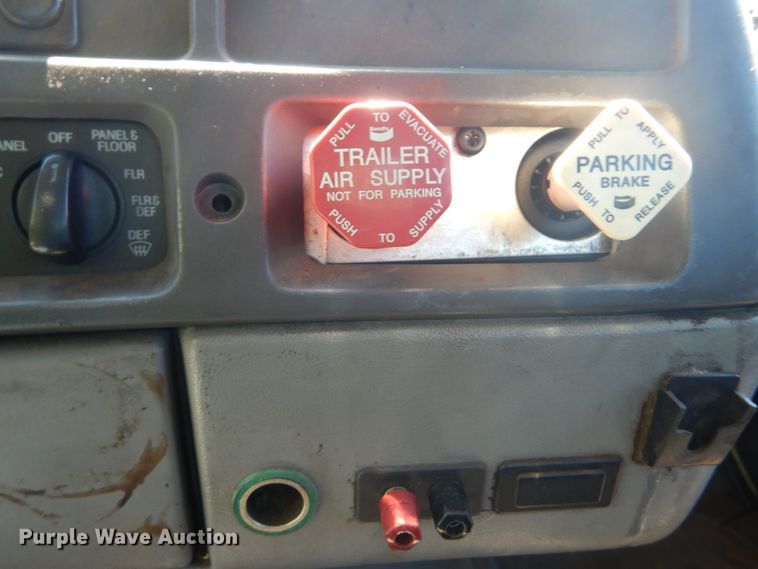 PANEL
OFF
PANEL &
FLOOR
FLR
FLR &
DEF
DEF
PULL TO EVACUATE
TRAILER
AIR SUPPLY
NOT FOR PARKING
PUSH TO SUPPLY
PULL TO APPLY
PARKING
BRAKE
PUSH TO RELEASE
Purple Wave Auction